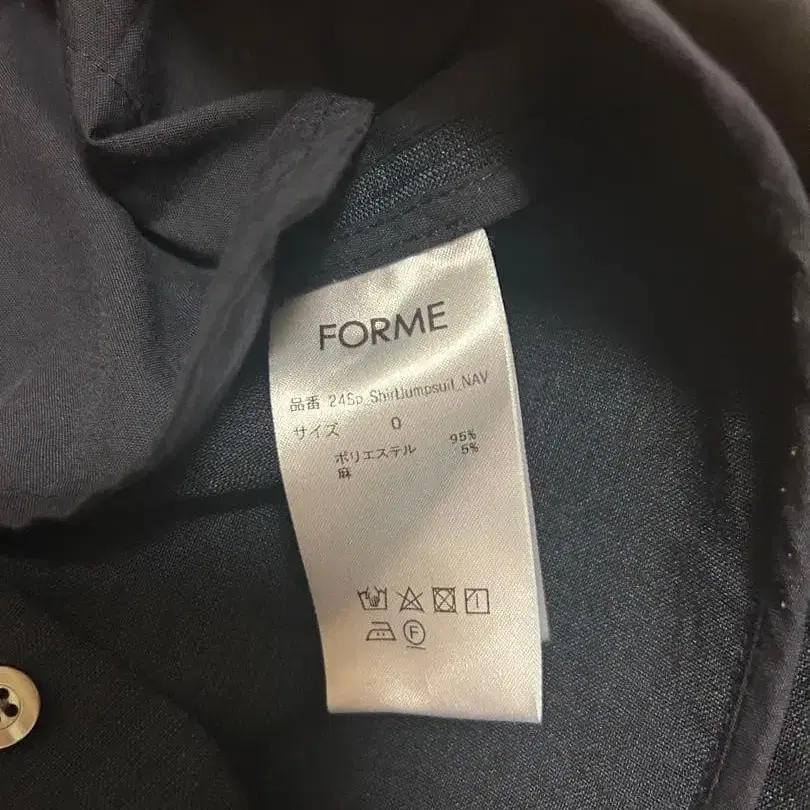 FORME
品番 24Sp_ShirtJumpsuit_NAV
サイズ 0
ポリエステル 95%
麻 5%
F